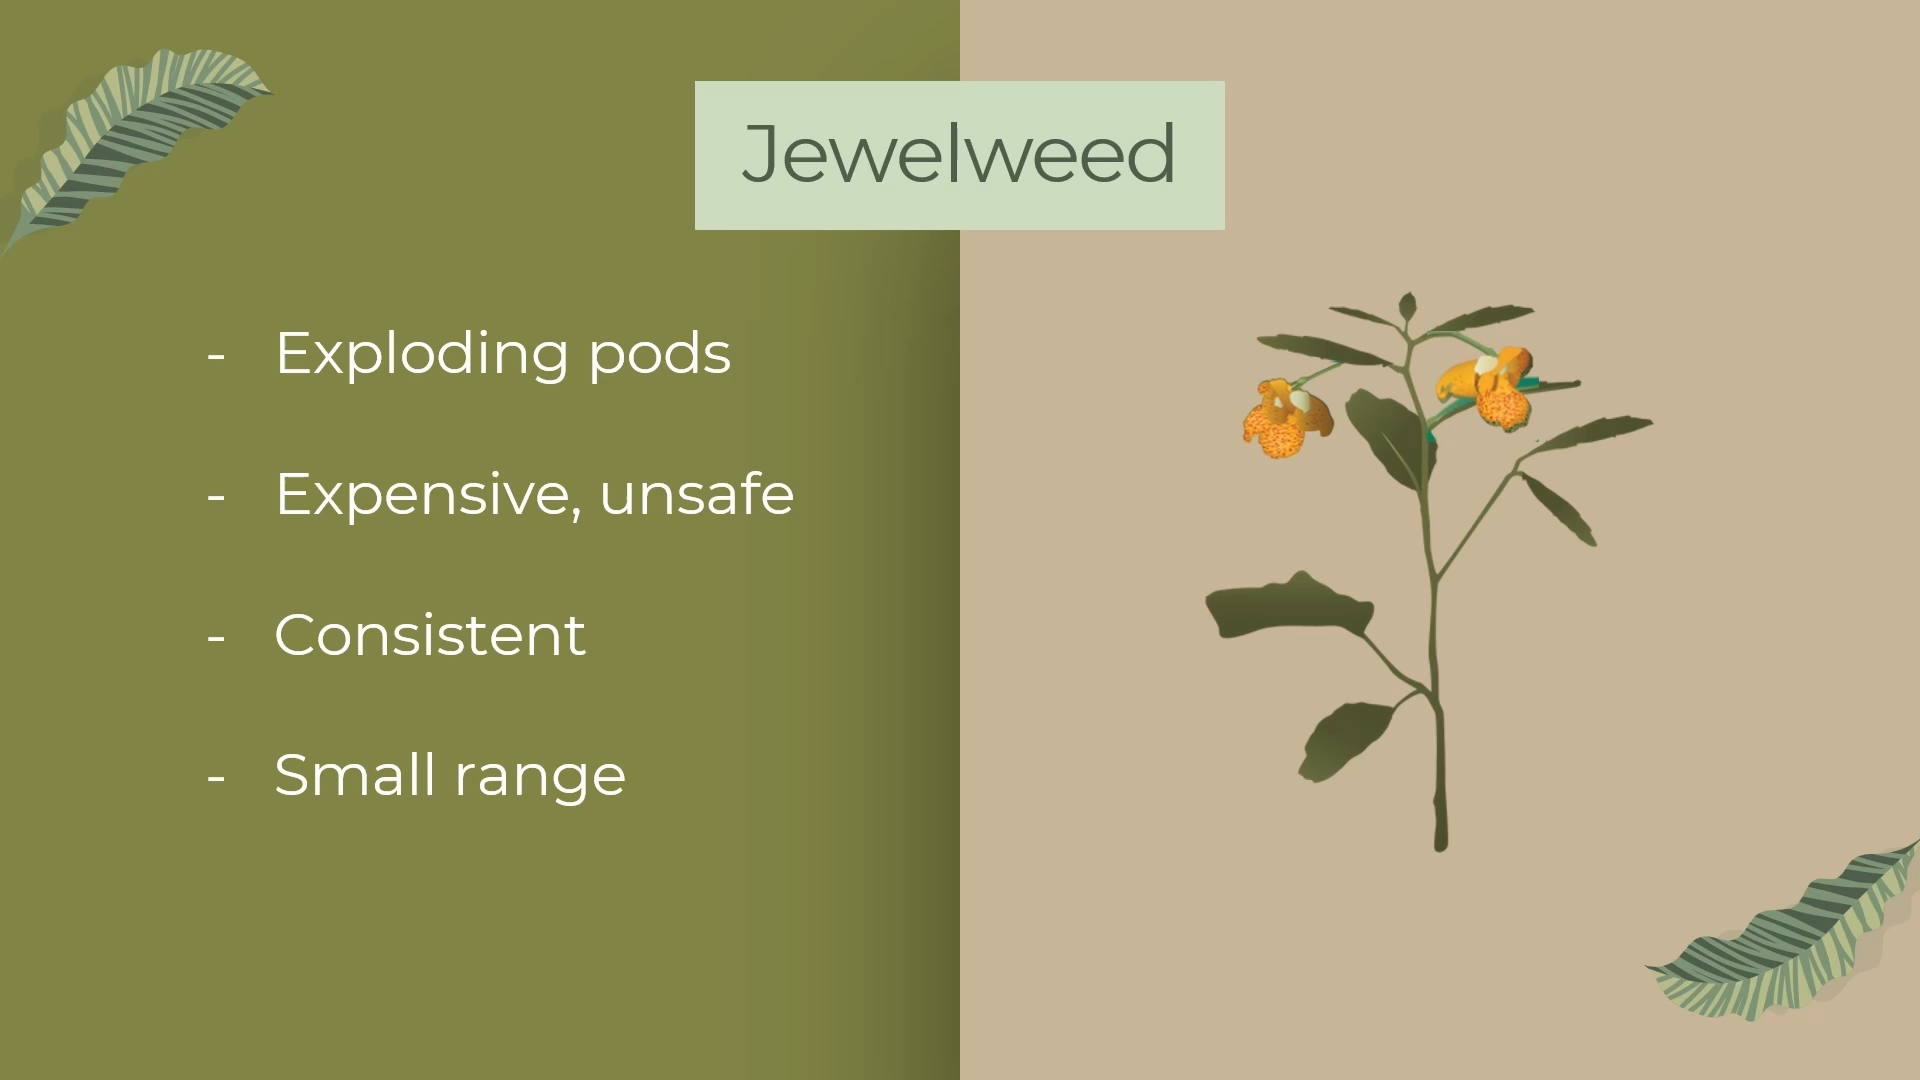 Jewelweed
- Exploding pods
- Expensive, unsafe
- Consistent
- Small range